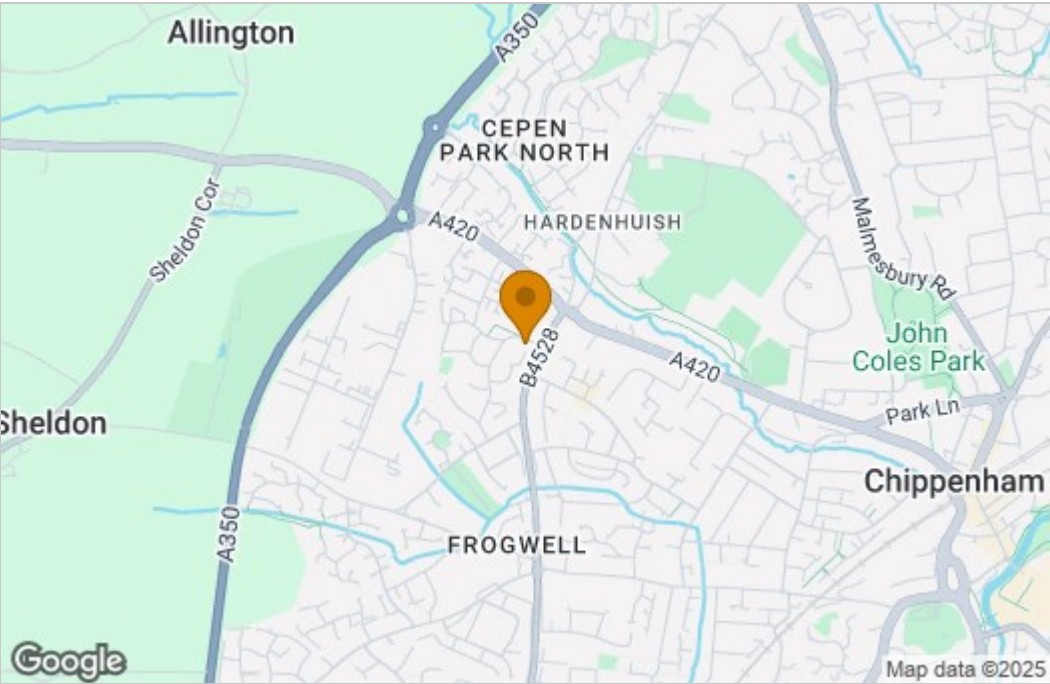 Allington
A350
CEPEN
PARK NORTH
Sheldon Cor
A420
HARDENHUISH
Malmesbury Rd
John
Coles Park
B4528
A420
Park Ln
Sheldon
Chippenham
A350
FROGWELL
Google
Map data ©2025